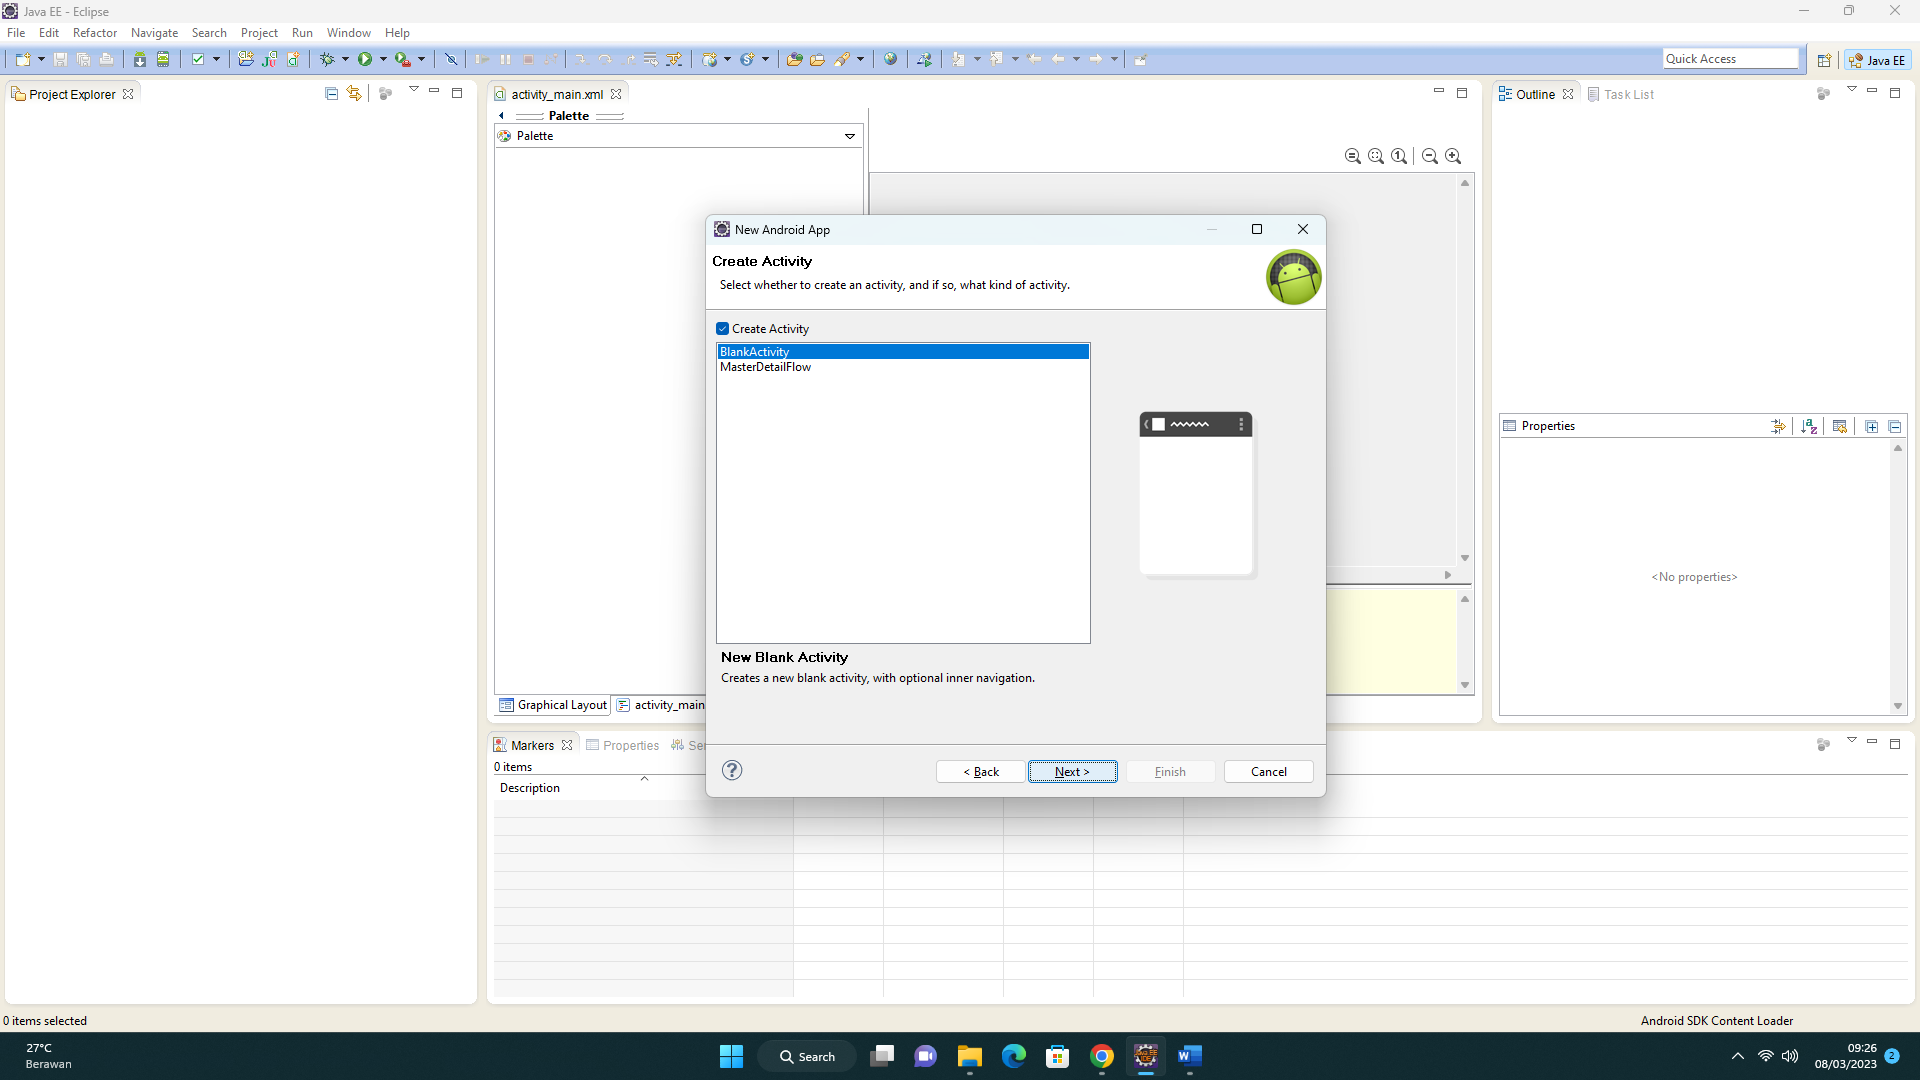 Java EE - Eclipse
File Edit Refactor Navigate Search Project Run Window Help
Quick Access
Java EE
Project Explorer
activity_main.xml
Outline
Task List
Palette
Palette
New Android App
Create Activity
Select whether to create an activity, and if so, what kind of activity.
Create Activity
BlankActivity
MasterDetailFlow
New Blank Activity
Creates a new blank activity, with optional inner navigation.
< Back
Next >
Finish
Cancel
Properties
<No properties>
Graphical Layout
activity_main
Markers
Properties
Ser
0 items
Description
0 items selected
Android SDK Content Loader
27°C
Berawan
Search
09:26
08/03/2023
2